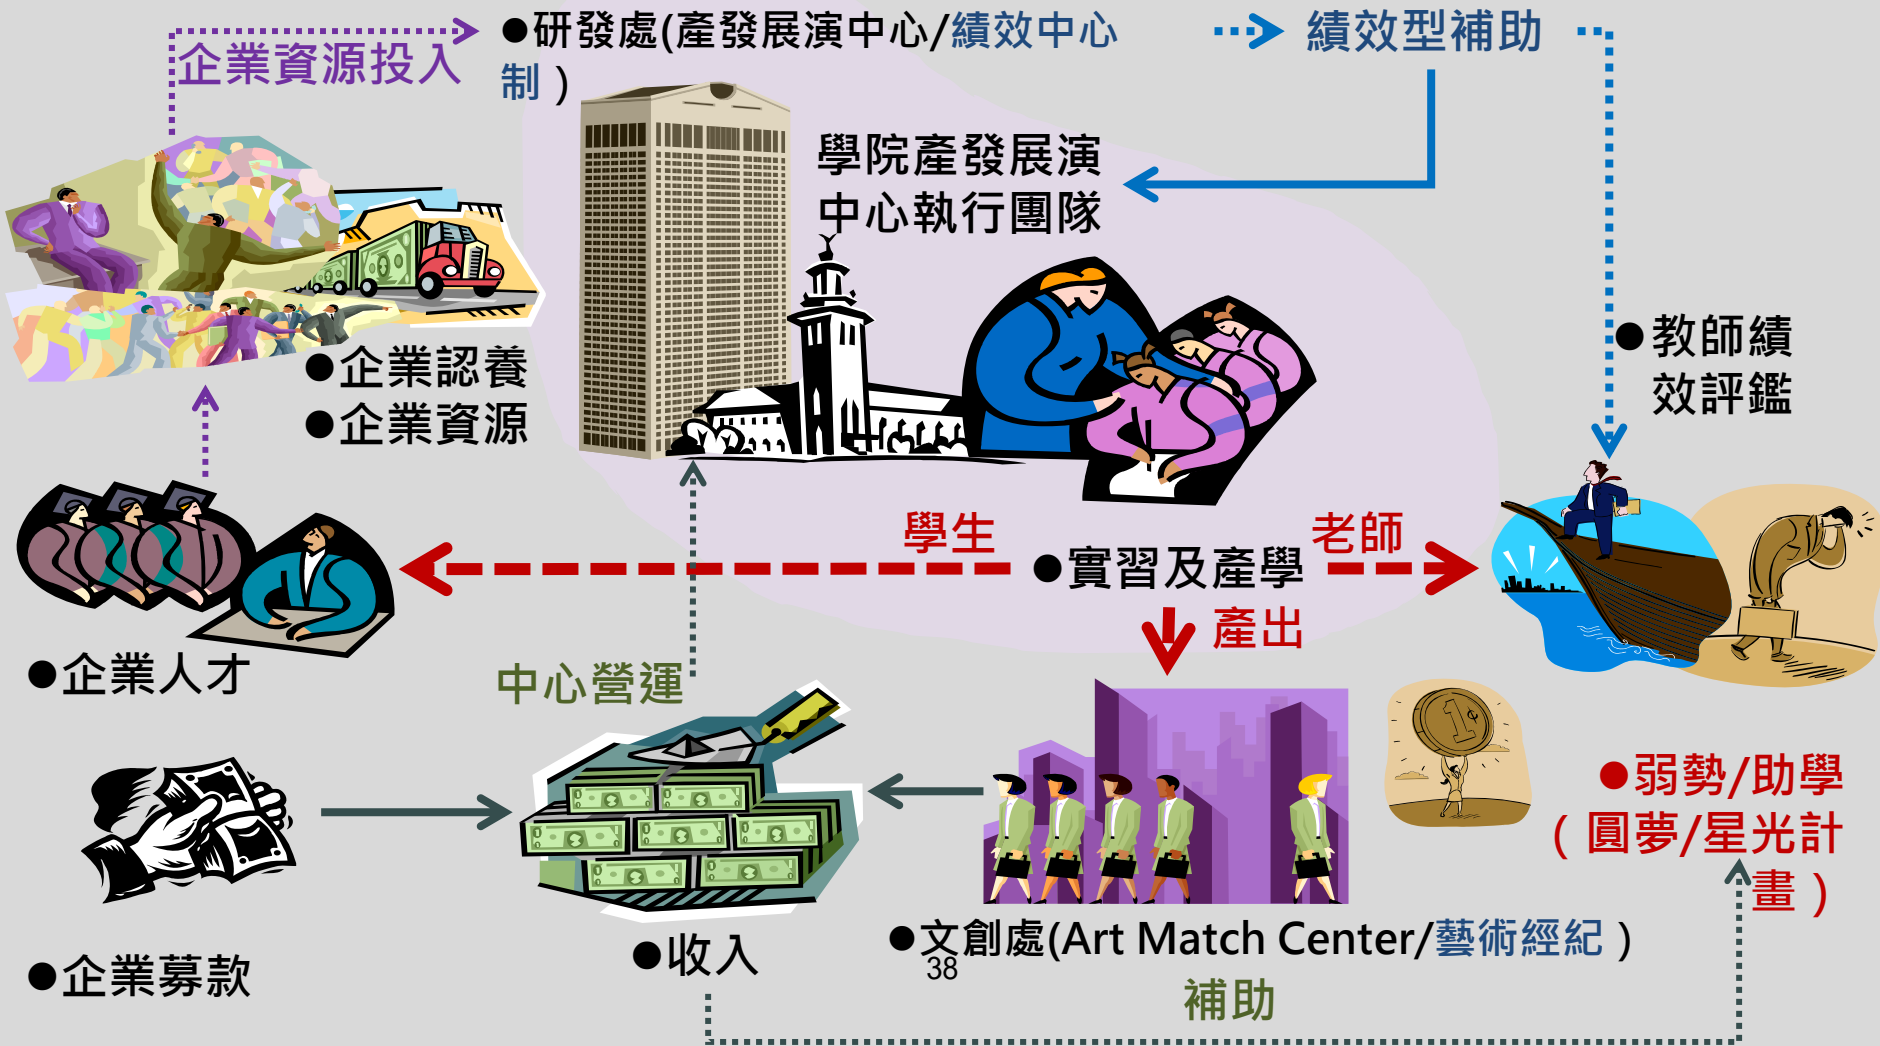 ●研發處(產發展演中心/績效中心
制）
績效型補助
企業資源投入
學院產發展演
中心執行團隊
●教師績
效評鑑
●企業認養
●企業資源
學生
老師
●實習及產學
產出
●企業人才
中心營運
1¢
●弱勢/助學
（圓夢/星光計
畫）
●文創處(Art Match Center/藝術經紀）
●收入
38
●企業募款
補助